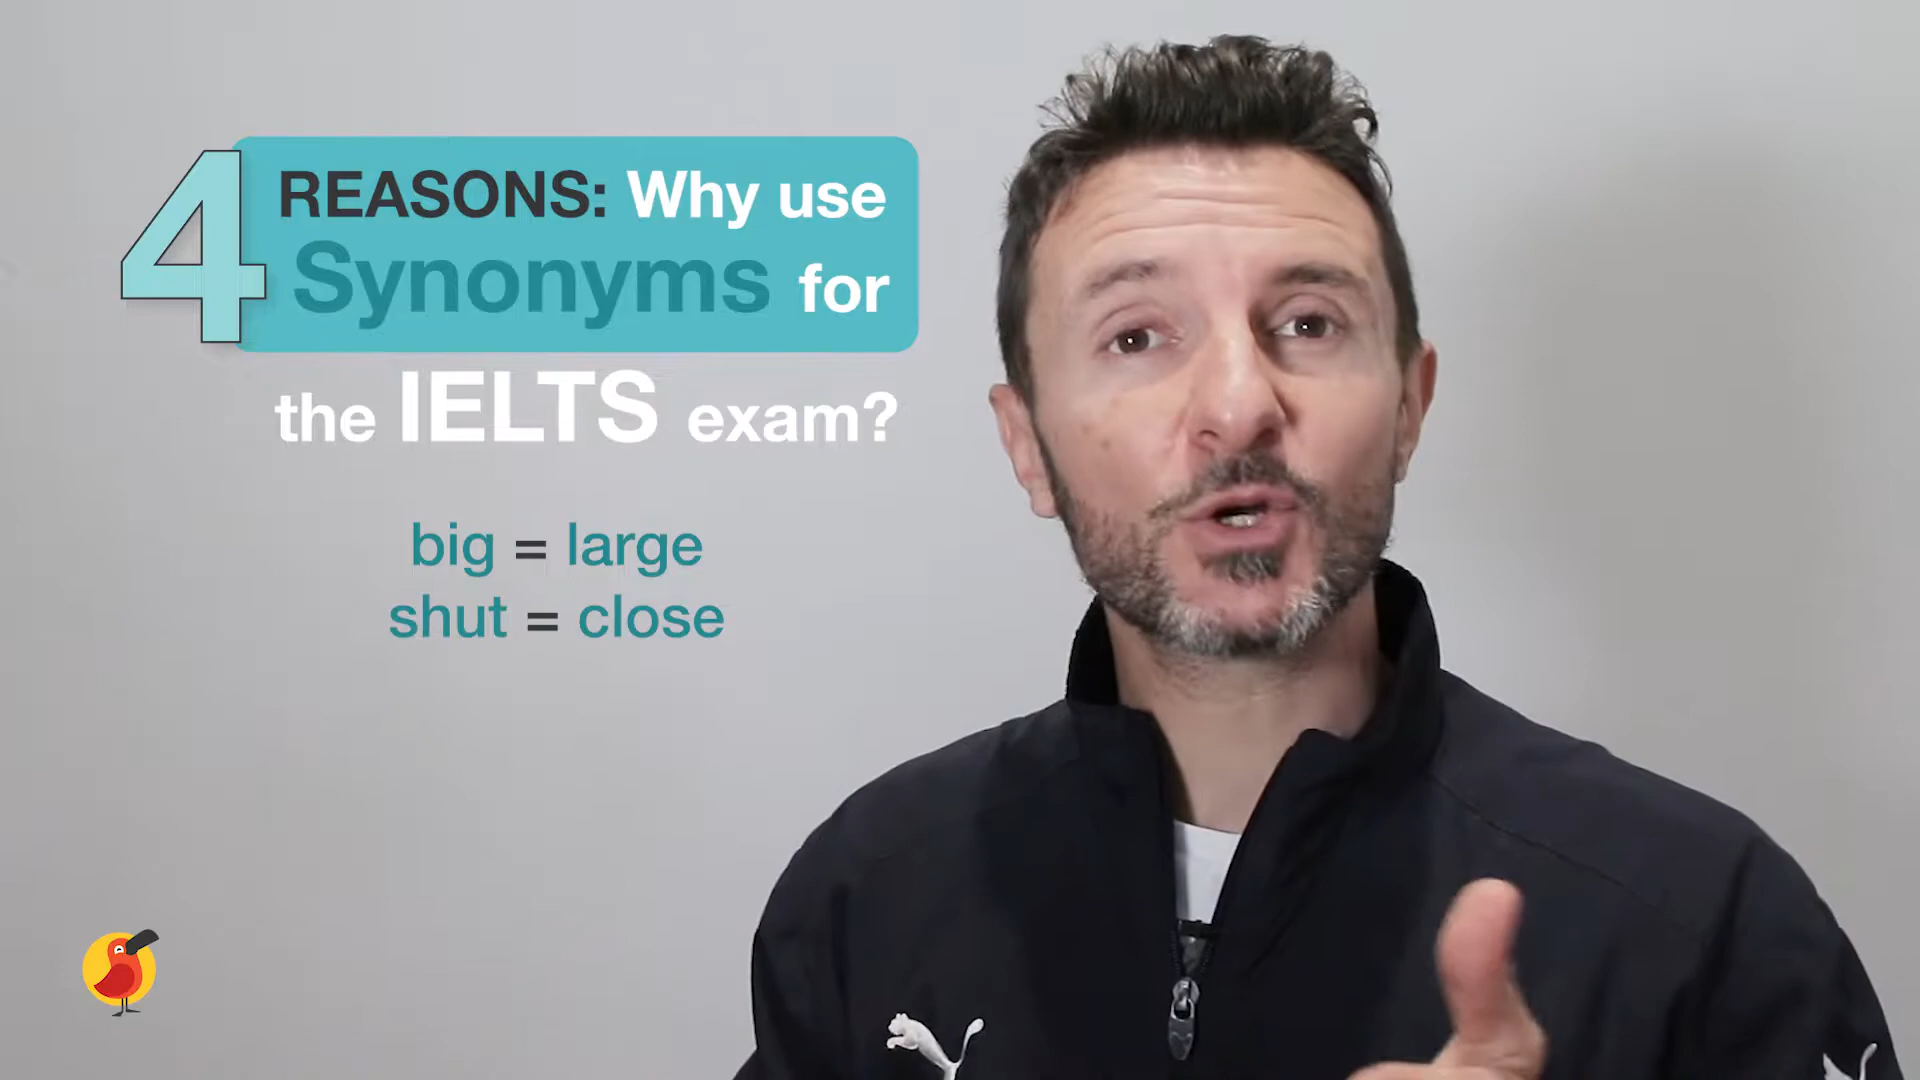 4 REASONS: Why use
Synonyms for
the IELTS exam?
big = large
shut = close